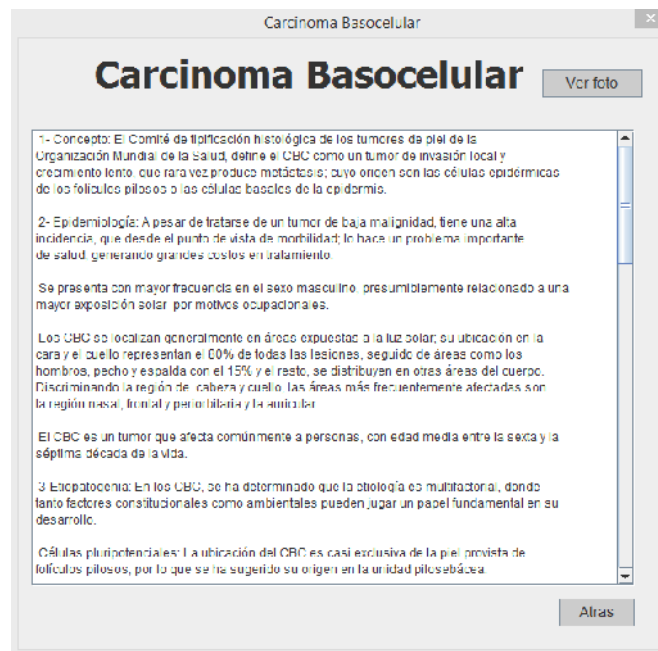 Carcinoma Basocelular
Carcinoma Basocelular
Ver foto
1- Concepto: El Comité de tipificación histológica de los tumores de piel de la
Organización Mundial de la Salud, define el CBC como un tumor de invasión local y
crecimiento lento, que rara vez produce metástasis; cuyo origen son las células epidérmicas
de los folículos pilosos o las células basales de la epidermis.
2- Epidemiología: A pesar de tratarse de un tumor de baja malignidad, tiene una alta
incidencia, que desde el punto de vista de morbilidad; lo hace un problema importante
de salud, generando grandes costos en tratamiento.
Se presenta con mayor frecuencia en el sexo masculino, presumiblemente relacionado a una
mayor exposición solar por motivos ocupacionales.
Los CBC se localizan generalmente en áreas expuestas a la luz solar; su ubicación en la
cara y el cuello representan el 80% de todas las lesiones, seguido de áreas como los
hombros, pecho y espalda con el 15% y el resto, se distribuyen en otras áreas del cuerpo.
Discriminando la región de cabeza y cuello, las áreas más frecuentemente afectadas son
la región nasal, frontal y periorbitaria y la auricular
El CBC es un tumor que afecta comúnmente a personas, con edad media entre la sexta y la
séptima década de la vida.
3-Etiopatogenia: En los CBC, se ha determinado que la etiología es multifactorial, donde
tanto factores constitucionales como ambientales pueden jugar un papel fundamental en su
desarrollo.
Células pluripotenciales: La ubicación del CBC es casi exclusiva de la piel provista de
folículos pilosos, por lo que se ha sugerido su origen en la unidad pilosebácea.
Atras